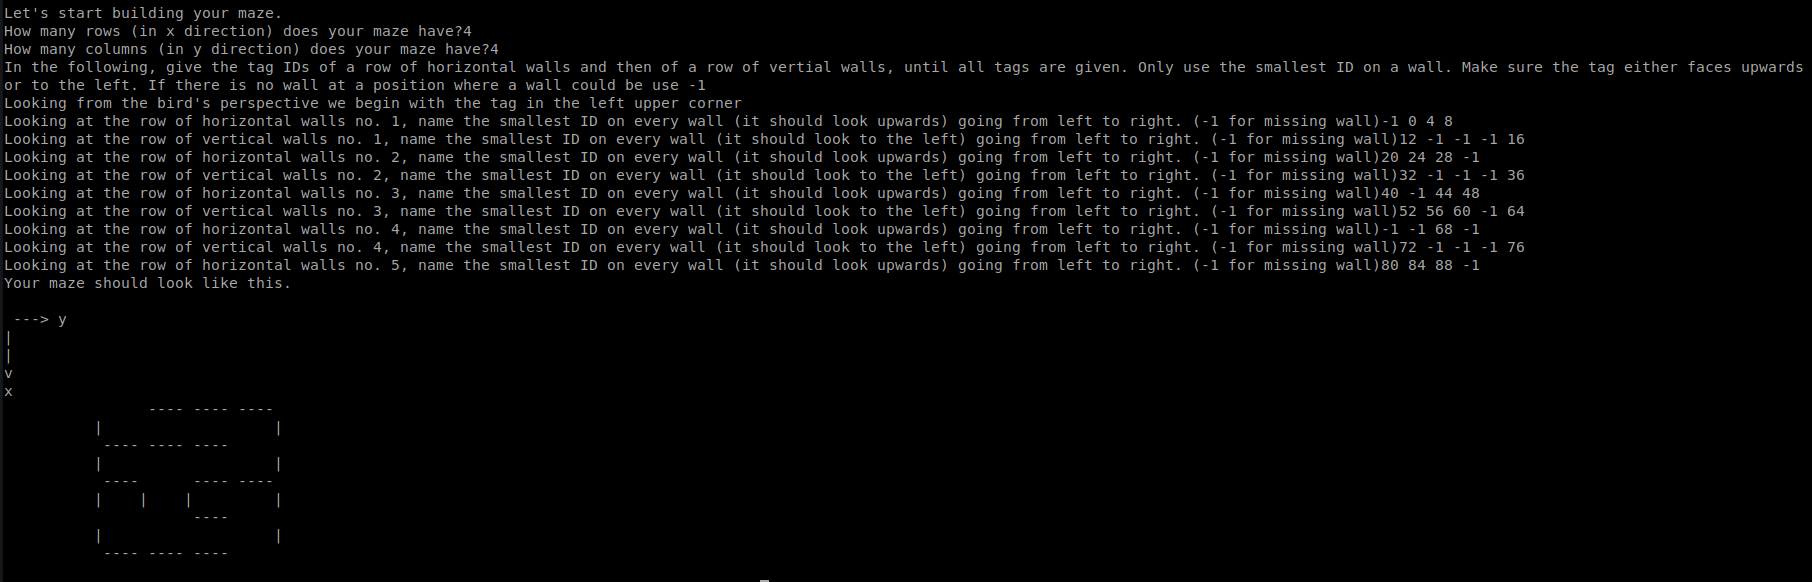 Let's start building your maze.
How many rows (in x direction) does your maze have?4
How many columns (in y direction) does your maze have?4
In the following, give the tag IDs of a row of horizontal walls and then of a row of vertial walls, until all tags are given. Only use the smallest ID on a wall. Make sure the tag either faces upwards
or to the left. If there is no wall at a position where a wall could be use -1
Looking from the bird's perspective we begin with the tag in the left upper corner
Looking at the row of horizontal walls no. 1, name the smallest ID on every wall (it should look upwards) going from left to right. (-1 for missing wall)-1 0 4 8
Looking at the row of vertical walls no. 1, name the smallest ID on every wall (it should look to the left) going from left to right. (-1 for missing wall)12 -1 -1 -1 16
Looking at the row of horizontal walls no. 2, name the smallest ID on every wall (it should look upwards) going from left to right. (-1 for missing wall)20 24 28 -1
Looking at the row of vertical walls no. 2, name the smallest ID on every wall (it should look to the left) going from left to right. (-1 for missing wall)32 -1 -1 -1 36
Looking at the row of horizontal walls no. 3, name the smallest ID on every wall (it should look upwards) going from left to right. (-1 for missing wall)40 -1 44 48
Looking at the row of vertical walls no. 3, name the smallest ID on every wall (it should look to the left) going from left to right. (-1 for missing wall)52 56 60 -1 64
Looking at the row of horizontal walls no. 4, name the smallest ID on every wall (it should look upwards) going from left to right. (-1 for missing wall)-1 -1 68 -1
Looking at the row of vertical walls no. 4, name the smallest ID on every wall (it should look to the left) going from left to right. (-1 for missing wall)72 -1 -1 -1 76
Looking at the row of horizontal walls no. 5, name the smallest ID on every wall (it should look upwards) going from left to right. (-1 for missing wall)80 84 88 -1
Your maze should look like this.

 ---> y
|
|
v
x
                ---- ---- ----
          |                   |
           ---- ---- ----
          |                   |
           ----      ---- ----
          |    |    |         |
                     ----
          |                   |
           ---- ---- ----